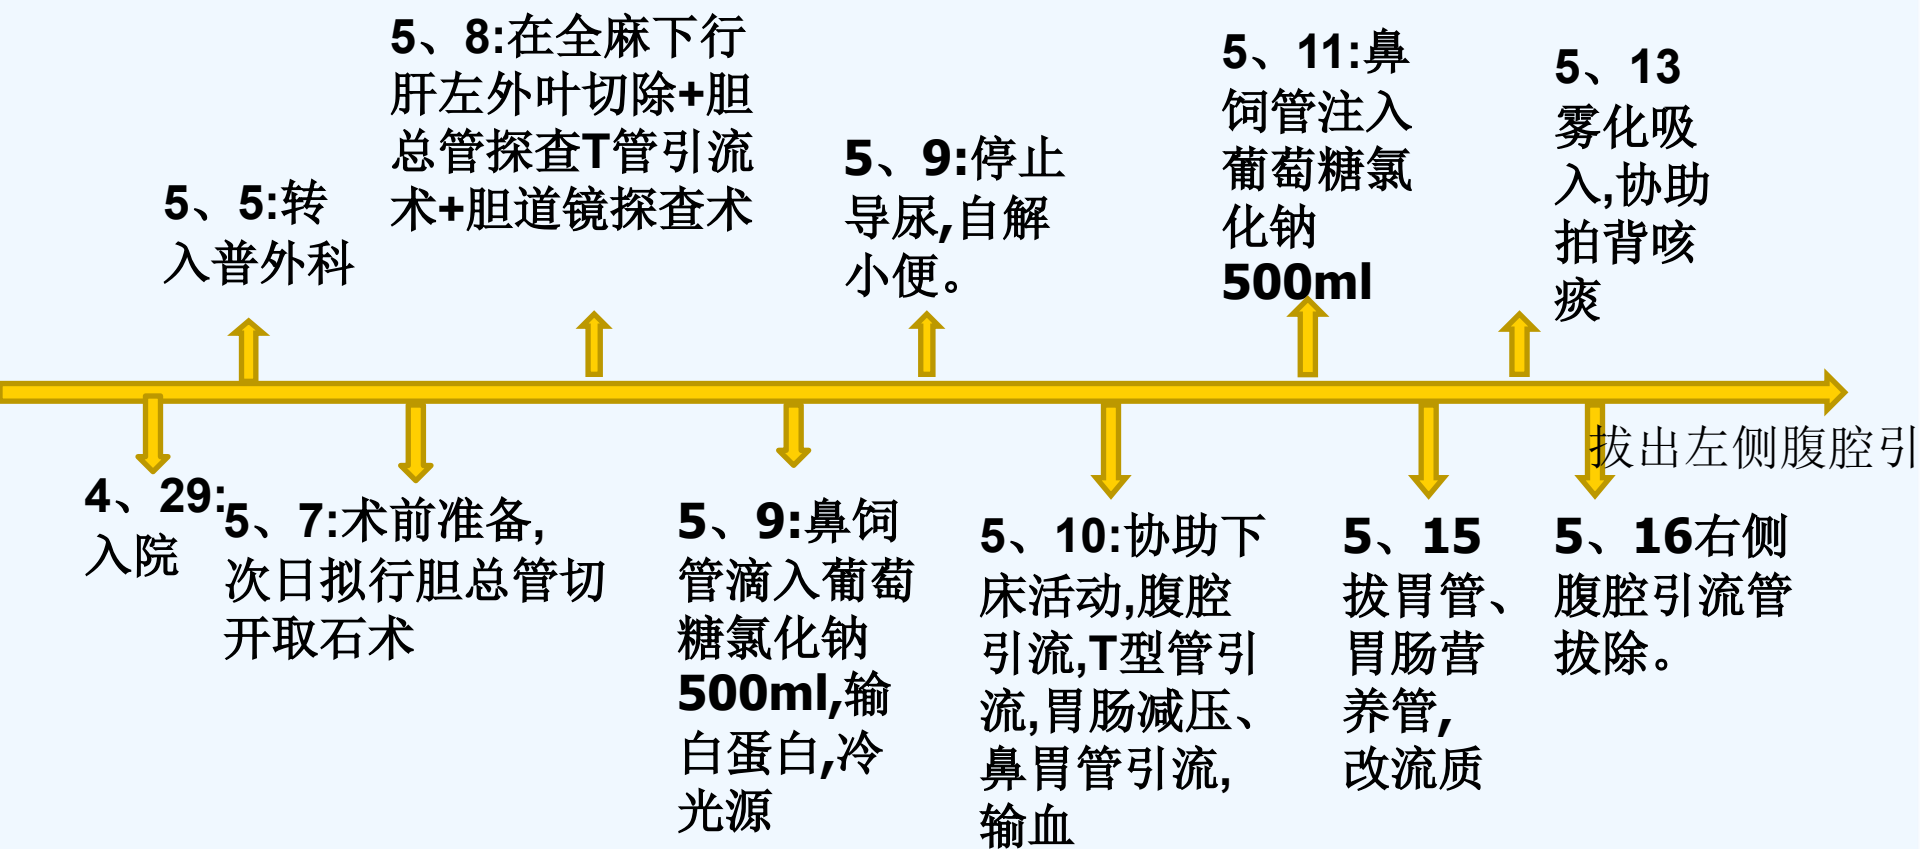 5、8:在全麻下行
肝左外叶切除+胆
总管探查T管引流
术+胆道镜探查术
5、11:鼻
饲管注入
葡萄糖氯
化钠
500ml
5、13
雾化吸
入,协助
拍背咳
痰
5、9:停止
导尿,自解
小便。
5、5:转
入普外科
拔出左侧腹腔引
4、29:
入院
5、7:术前准备,
次日拟行胆总管切
开取石术
5、9:鼻饲
管滴入葡萄
糖氯化钠
500ml,输
白蛋白,冷
光源
5、10:协助下
床活动,腹腔
引流,T型管引
流,胃肠减压、
鼻胃管引流,
输血
5、15
拔胃管、
胃肠营
养管,
改流质
5、16右侧
腹腔引流管
拔除。